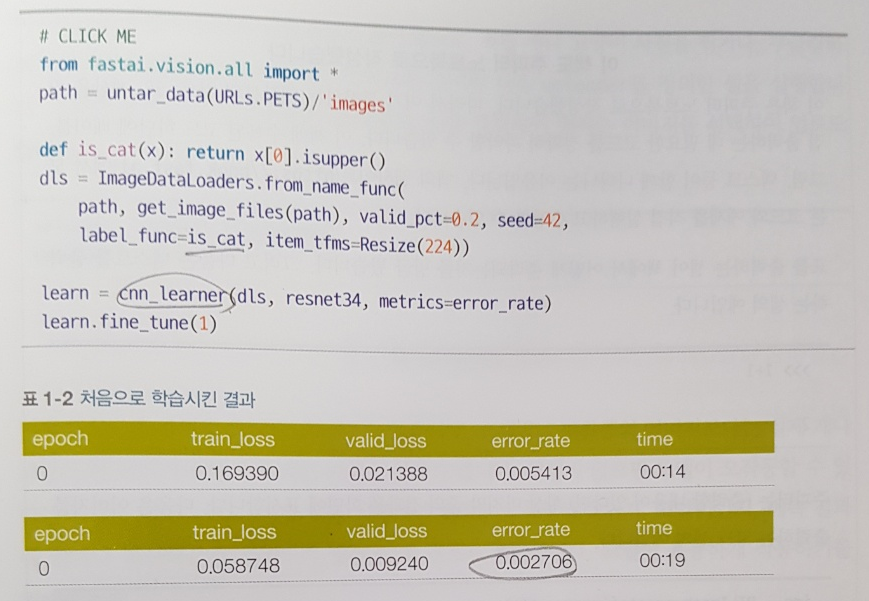 # CLICK ME
from fastai.vision.all import *
path = untar_data(URLs.PETS)/'images'
def is_cat(x): return x[0].isupper()
dls = ImageDataLoaders.from_name_func(
path, get_image_files(path), valid_pct=0.2, seed=42,
label_func=is_cat, item_tfms=Resize(224))
learn = cnn_learner(dls, resnet34, metrics=error_rate)
learn.fine_tune(1)
표 1-2 처음으로 학습시킨 결과
epoch train_loss valid_loss error_rate time
0 0.169390 0.021388 0.005413 00:14
epoch train_loss valid_loss error_rate time
0 0.058748 0.009240 0.002706 00:19